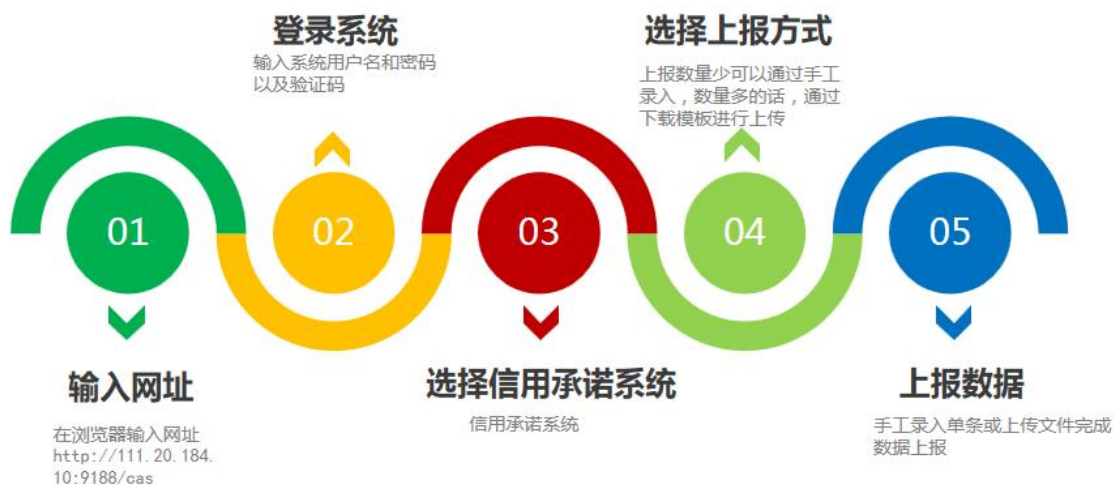 01
输入网址
在浏览器输入网址
http://111.20.184.
10:9188/cas
02
登录系统
输入系统用户名和密码
以及验证码
03
选择信用承诺系统
信用承诺系统
04
选择上报方式
上报数量少可以通过手工
录入，数量多的话，通过
下载模板进行上传
05
上报数据
手工录入单条或上传文件完成
数据上报